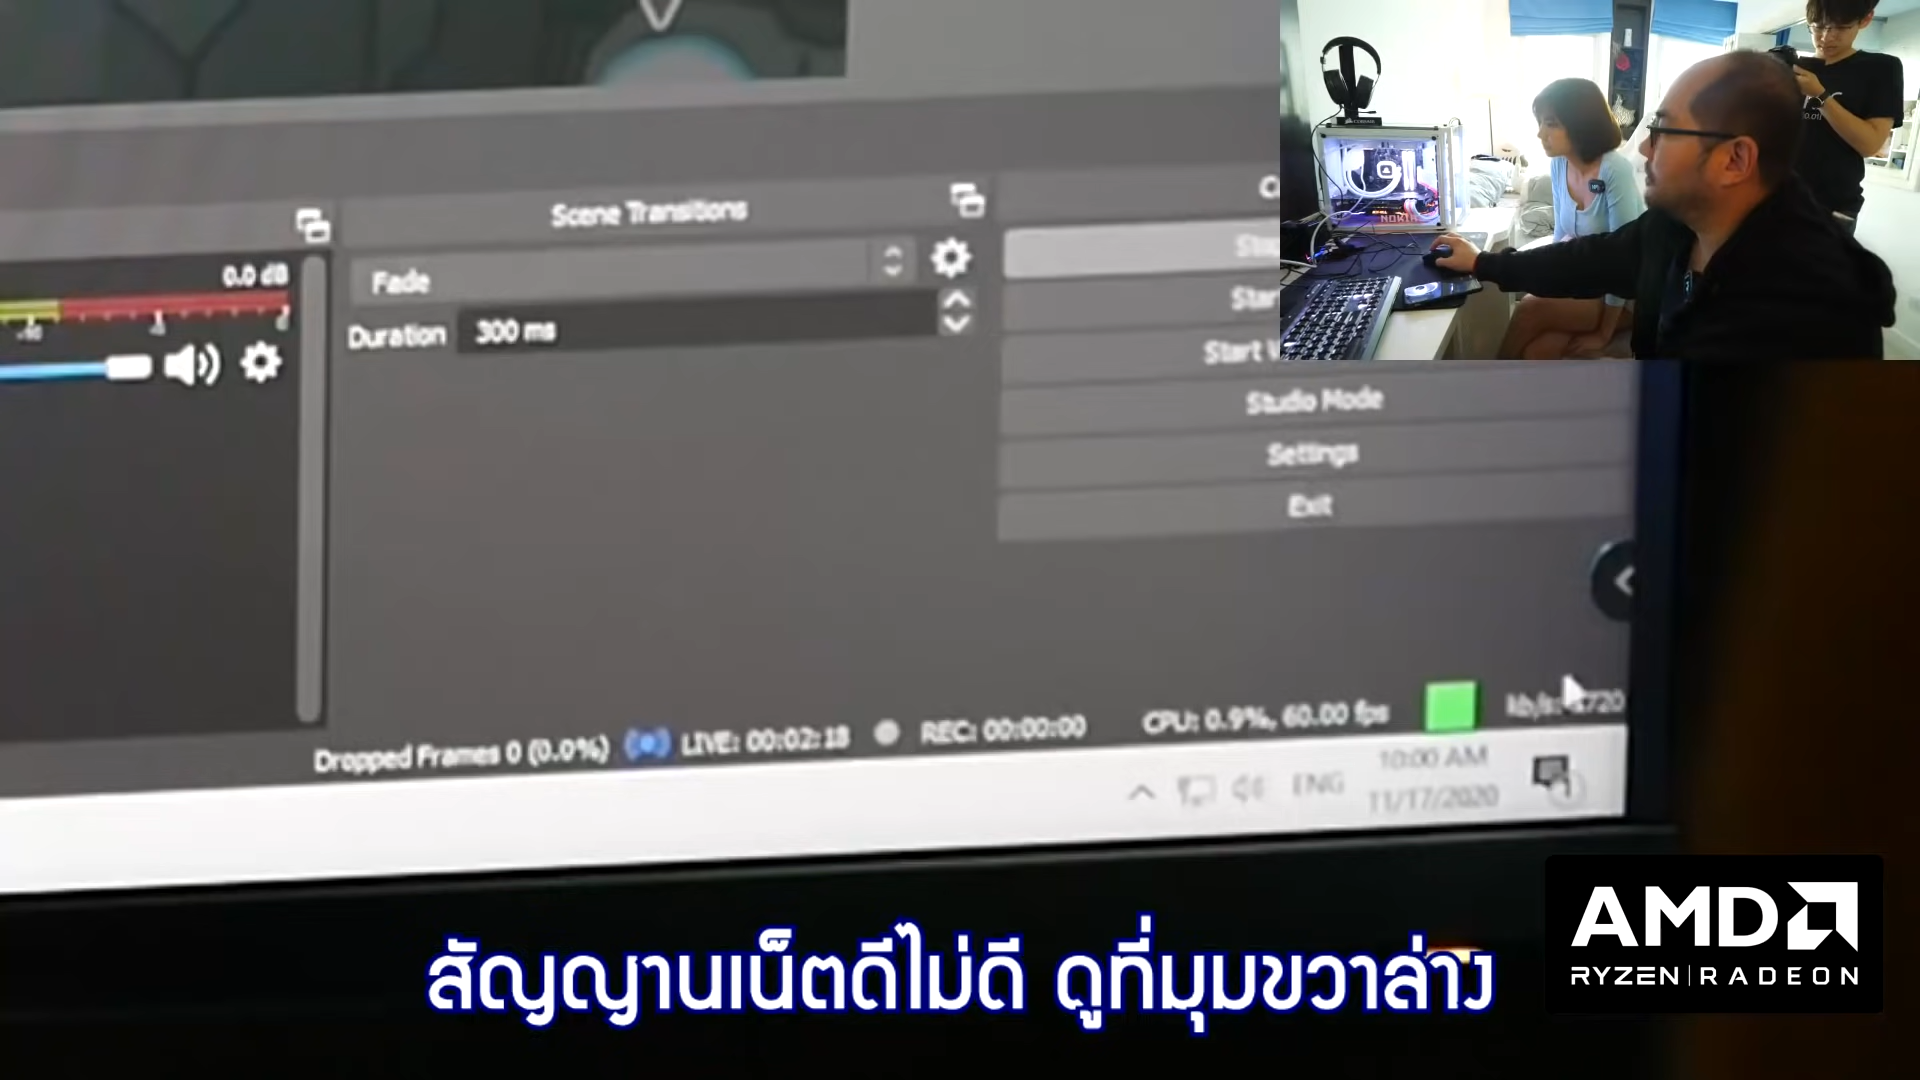 Scene Transitions
0.0 dB
Fade
Duration 300 ms
Studio Mode
Settings
Exit
Dropped Frames 0 (0.0%) LIVE: 00:02:18 REC: 00:00:00 CPU: 0.9%, 60.00 fps kb/s:
ENG
10:00 AM
11/17/2020
AMD
RYZEN | RADEON
สัญญานเน็ตดีไม่ดี ดูที่มุมขวาล่าง